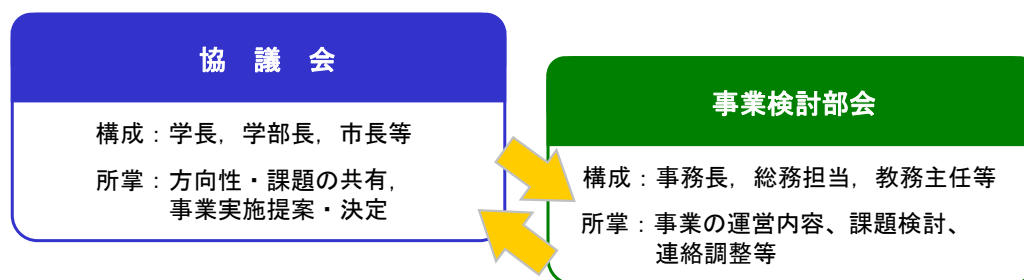 協 議 会
構成：学長，学部長，市長等
所掌：方向性・課題の共有，
事業実施提案・決定
事業検討部会
構成：事務長，総務担当，教務主任等
所掌：事業の運営内容、課題検討、
連絡調整等